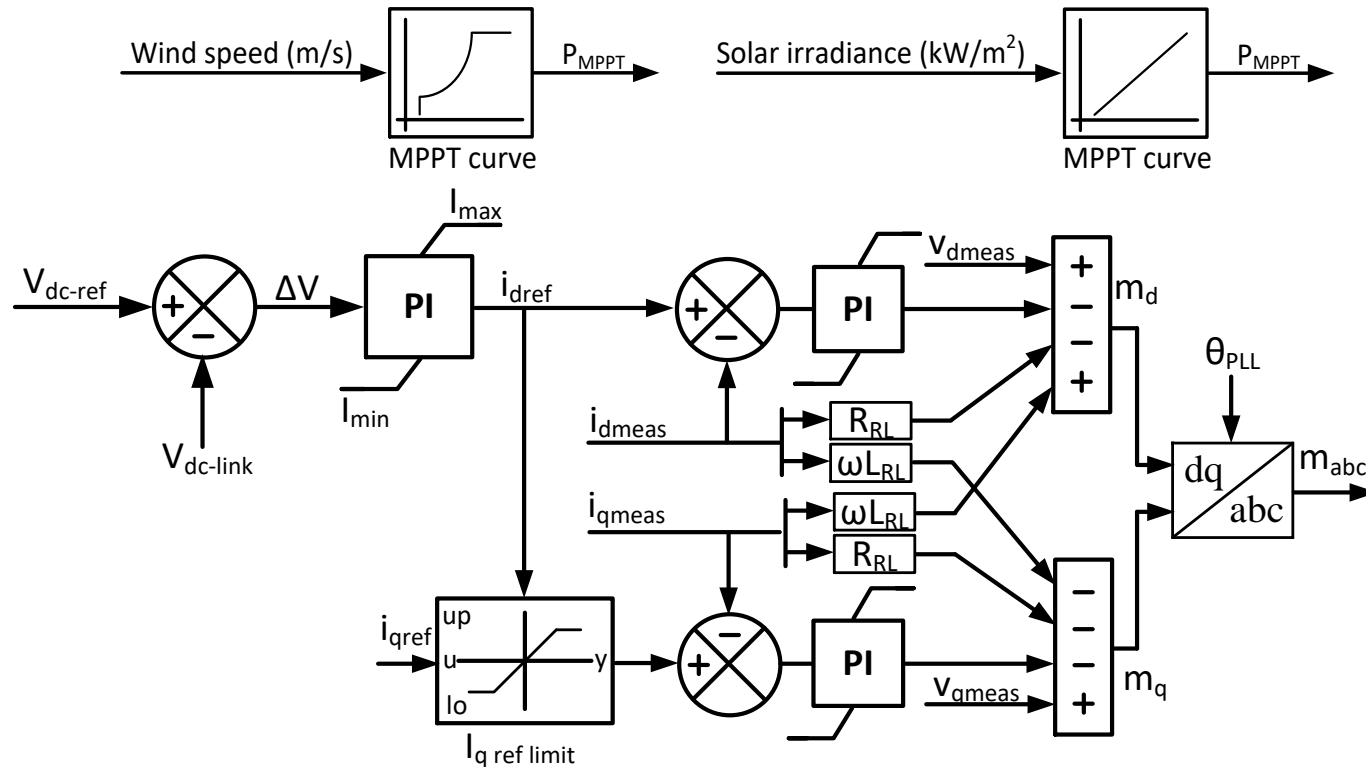 Wind speed (m/s)
P_MPPT
MPPT curve
Solar irradiance (kW/m²)
P_MPPT
MPPT curve
V_dc-ref
+
−
V_dc-link
ΔV
I_max
PI
I_min
i_dref
+
−
PI
v_dmeas
+
−
−
+
m_d
i_dmeas
R_RL
ωL_RL
i_qmeas
ωL_RL
R_RL
θ_PLL
dq
abc
m_abc
i_qref
up
u
y
lo
I_q ref limit
−
+
PI
v_qmeas
−
−
−
+
m_q